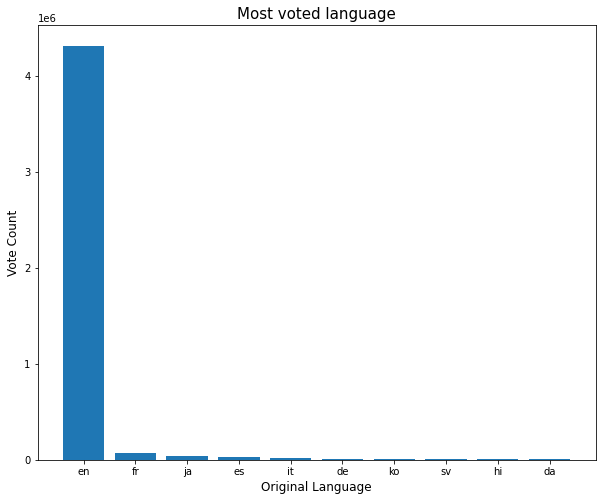 Most voted language
1e6
4
3
2
1
0
Vote Count
en fr ja es it de ko sv hi da
Original Language